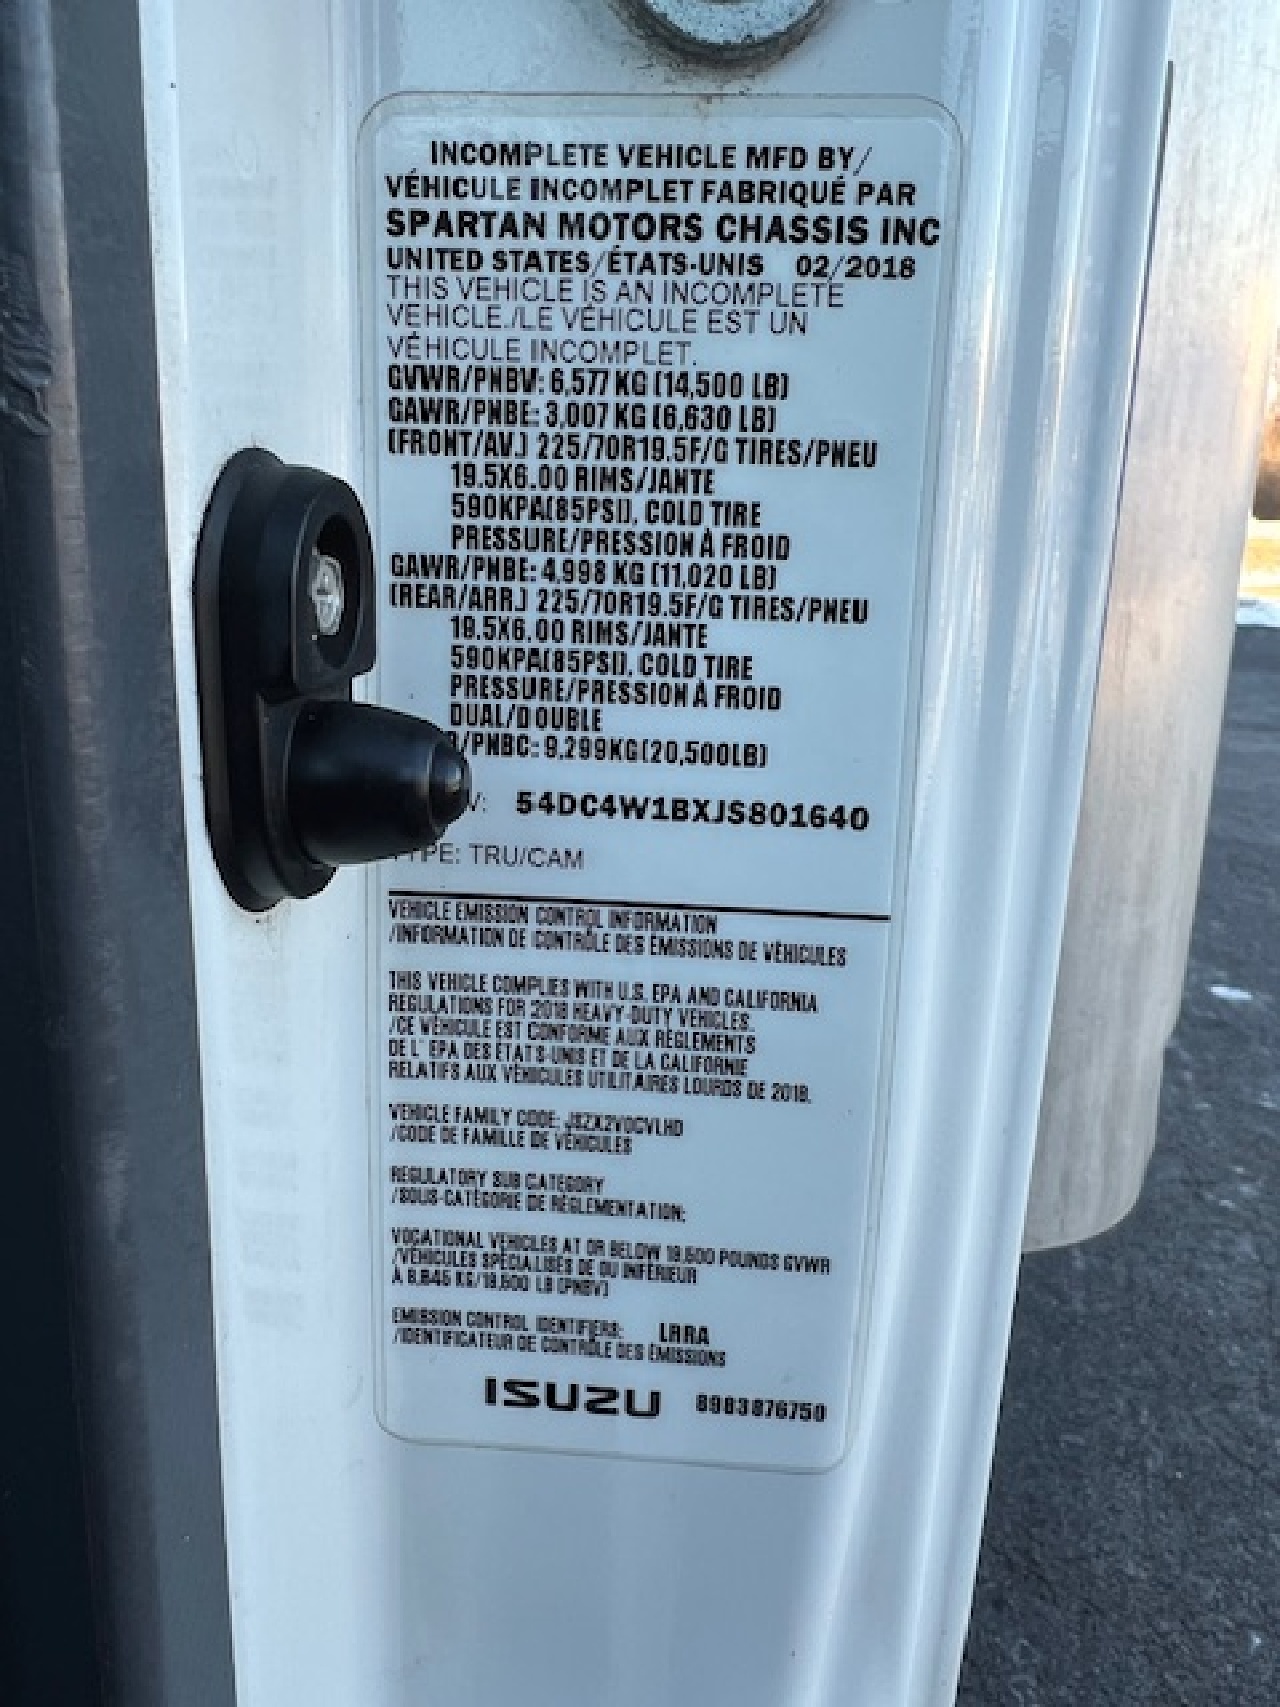 INCOMPLETE VEHICLE MFD BY/
VÉHICULE INCOMPLET FABRIQUÉ PAR
SPARTAN MOTORS CHASSIS INC
UNITED STATES/ÉTATS-UNIS 02/2018
THIS VEHICLE IS AN INCOMPLETE
VEHICLE./LE VÉHICULE EST UN
VÉHICULE INCOMPLET.
GVWR/PNBV: 6,577 KG (14,500 LB)
GAWR/PNBE: 3,007 KG (6,630 LB)
(FRONT/AV.) 225/70R19.5F/G TIRES/PNEU
19.5X6.00 RIMS/JANTE
590KPA(85PSI), COLD TIRE
PRESSURE/PRESSION À FROID
GAWR/PNBE: 4,998 KG (11,020 LB)
(REAR/ARR.) 225/70R19.5F/G TIRES/PNEU
19.5X6.00 RIMS/JANTE
590KPA(85PSI), COLD TIRE
PRESSURE/PRESSION À FROID
DUAL/DOUBLE
/PNBC: 9,299KG(20,500LB)
V: 54DC4W1BXJS801640
TYPE: TRU/CAM
VEHICLE EMISSION CONTROL INFORMATION
/INFORMATION DE CONTRÔLE DES ÉMISSIONS DE VÉHICULES
THIS VEHICLE COMPLIES WITH U.S. EPA AND CALIFORNIA
REGULATIONS FOR 2018 HEAVY-DUTY VEHICLES.
/CE VÉHICULE EST CONFORME AUX RÈGLEMENTS
DE L' EPA DES ÉTATS-UNIS ET DE LA CALIFORNIE
RELATIFS AUX VÉHICULES UTILITAIRES LOURDS DE 2018.
VEHICLE FAMILY CODE:
/CODE DE FAMILLE DE VÉHICULES
REGULATORY SUB CATEGORY
/SOUS-CATÉGORIE DE RÉGLEMENTATION:
VOCATIONAL VEHICLES AT OR BELOW 19,500 POUNDS GVWR
/VÉHICULES SPÉCIALISÉS DE OU INFÉRIEUR
À 8,845 KG/19,500 LB (PNBV)
EMISSION CONTROL IDENTIFIERS: LRRA
/IDENTIFICATEUR DE CONTRÔLE DES ÉMISSIONS
ISUZU 8983876750